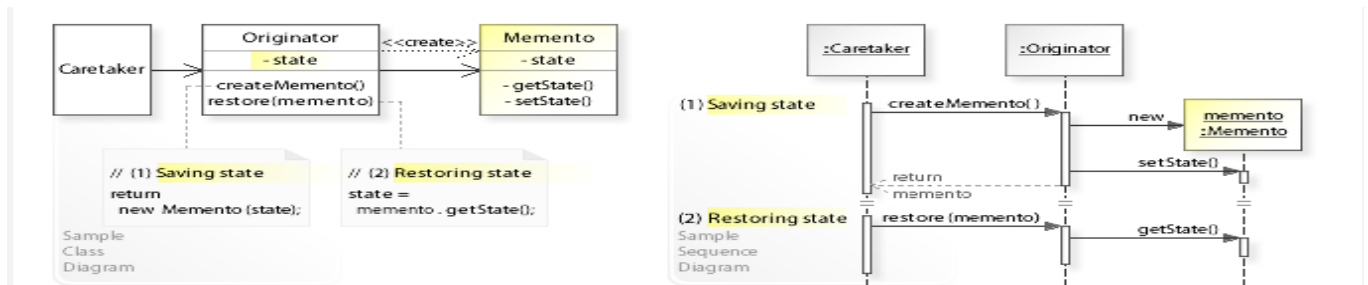 Caretaker
Originator
- state
createMemento()
restore(memento)
<<create>>
Memento
- state
- getState()
- setState()
// (1) Saving state
return
new Memento (state);
// (2) Restoring state
state =
memento . getState();
Sample
Class
Diagram
:Caretaker
:Originator
(1) Saving state
createMemento( )
new
memento
:Memento
setState()
return
memento
(2) Restoring state
restore (memento)
getState()
Sample
Sequence
Diagram